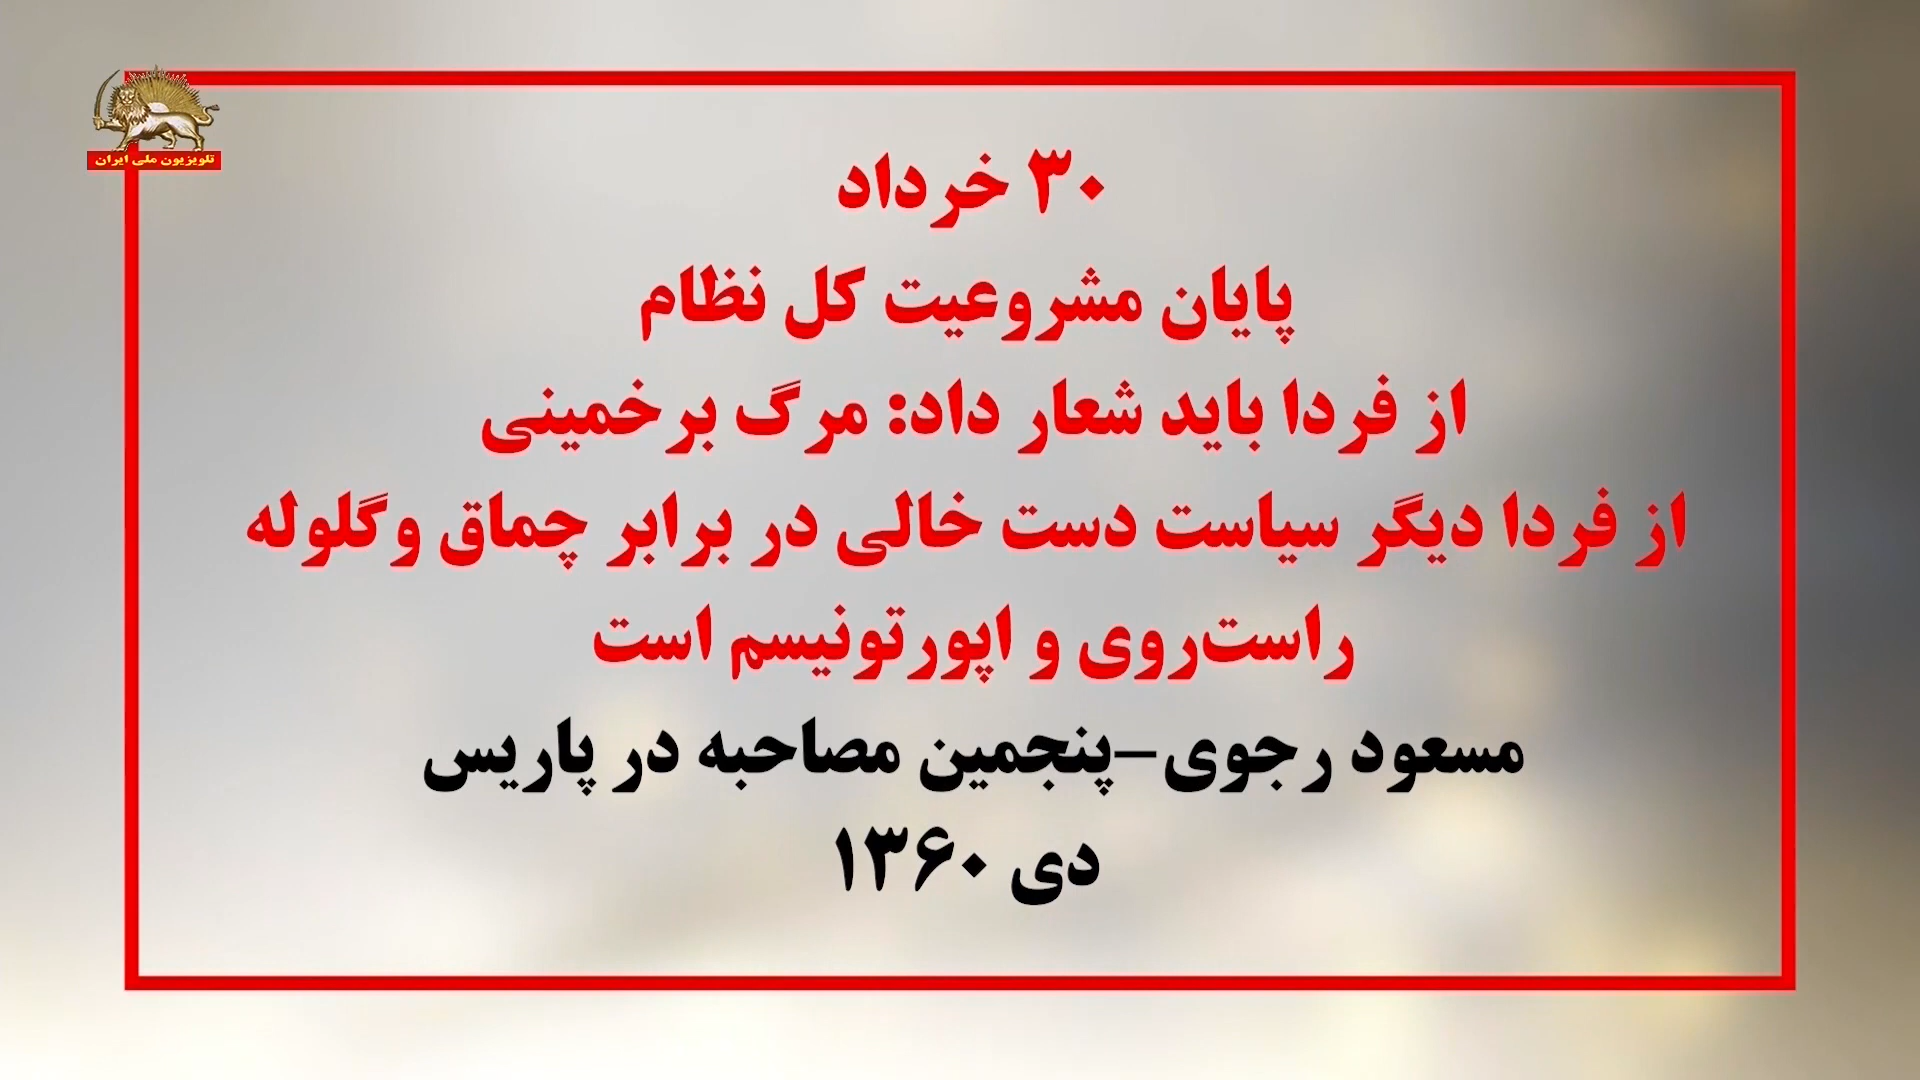 تلویزیون ملی ایران
۳۰ خرداد
پایان مشروعیت کل نظام
از فردا باید شعار داد: مرگ برخمینی
از فردا دیگر سیاست دست خالی در برابر چماق وگلوله
راست‌روی و اپورتونیسم است
مسعود رجوی-پنجمین مصاحبه در پاریس
دی ۱۳۶۰